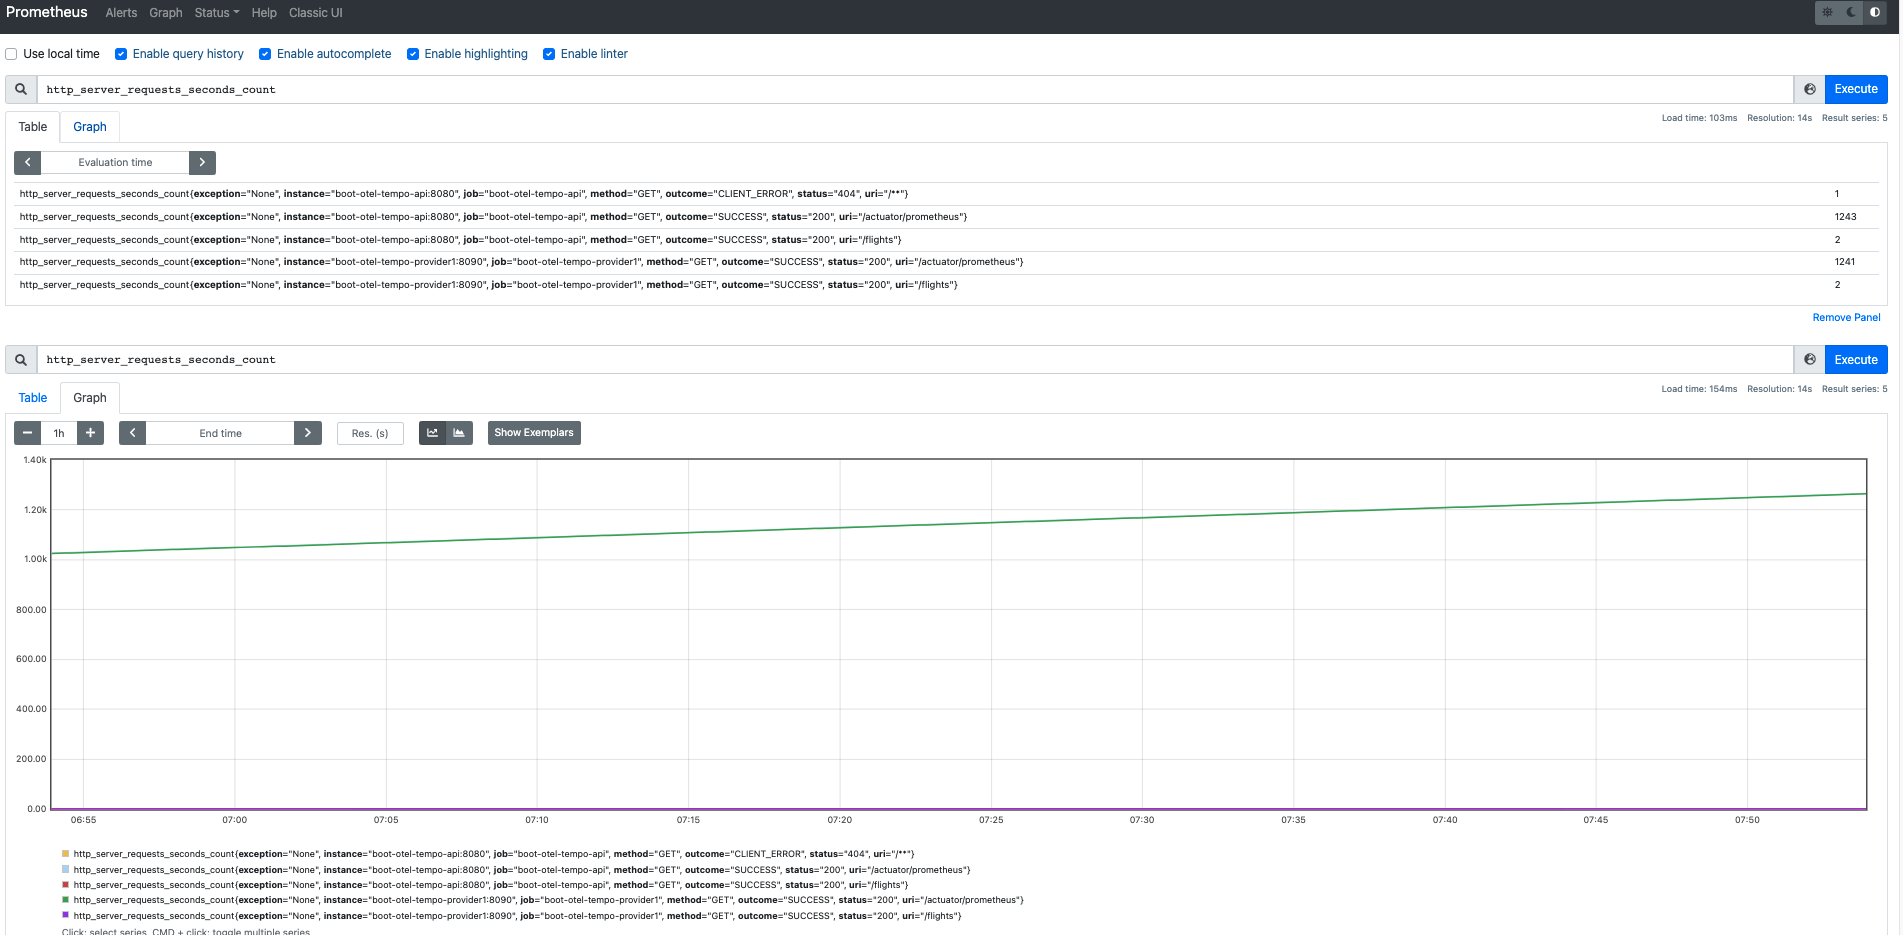 Prometheus Alerts Graph Status Help Classic UI
Use local time Enable query history Enable autocomplete Enable highlighting Enable linter
http_server_requests_seconds_count Execute
Table Graph Load time: 103ms Resolution: 14s Result series: 5
Evaluation time
http_server_requests_seconds_count{exception="None", instance="boot-otel-tempo-api:8080", job="boot-otel-tempo-api", method="GET", outcome="CLIENT_ERROR", status="404", uri="/**"} 1
http_server_requests_seconds_count{exception="None", instance="boot-otel-tempo-api:8080", job="boot-otel-tempo-api", method="GET", outcome="SUCCESS", status="200", uri="/actuator/prometheus"} 1243
http_server_requests_seconds_count{exception="None", instance="boot-otel-tempo-api:8080", job="boot-otel-tempo-api", method="GET", outcome="SUCCESS", status="200", uri="/flights"} 2
http_server_requests_seconds_count{exception="None", instance="boot-otel-tempo-provider1:8090", job="boot-otel-tempo-provider1", method="GET", outcome="SUCCESS", status="200", uri="/actuator/prometheus"} 1241
http_server_requests_seconds_count{exception="None", instance="boot-otel-tempo-provider1:8090", job="boot-otel-tempo-provider1", method="GET", outcome="SUCCESS", status="200", uri="/flights"} 2
Remove Panel
http_server_requests_seconds_count Execute
Table Graph Load time: 154ms Resolution: 14s Result series: 5
1h End time Res. (s) Show Exemplars
1.40k
1.20k
1.00k
800.00
600.00
400.00
200.00
0.00
06:55 07:00 07:05 07:10 07:15 07:20 07:25 07:30 07:35 07:40 07:45 07:50
http_server_requests_seconds_count{exception="None", instance="boot-otel-tempo-api:8080", job="boot-otel-tempo-api", method="GET", outcome="CLIENT_ERROR", status="404", uri="/**"}
http_server_requests_seconds_count{exception="None", instance="boot-otel-tempo-api:8080", job="boot-otel-tempo-api", method="GET", outcome="SUCCESS", status="200", uri="/actuator/prometheus"}
http_server_requests_seconds_count{exception="None", instance="boot-otel-tempo-api:8080", job="boot-otel-tempo-api", method="GET", outcome="SUCCESS", status="200", uri="/flights"}
http_server_requests_seconds_count{exception="None", instance="boot-otel-tempo-provider1:8090", job="boot-otel-tempo-provider1", method="GET", outcome="SUCCESS", status="200", uri="/actuator/prometheus"}
http_server_requests_seconds_count{exception="None", instance="boot-otel-tempo-provider1:8090", job="boot-otel-tempo-provider1", method="GET", outcome="SUCCESS", status="200", uri="/flights"}
Click: select series, CMD + click: toggle multiple series